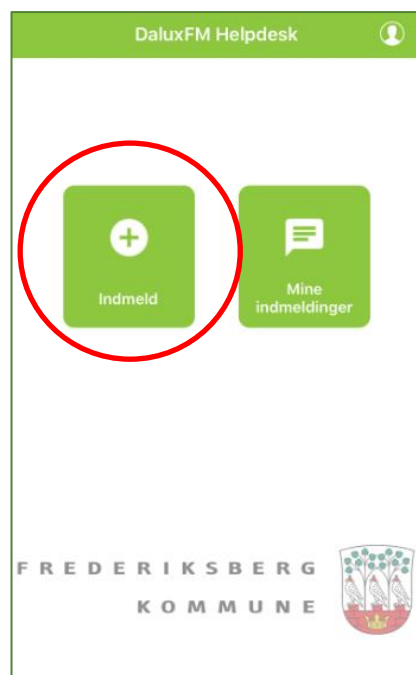 DaluxFM Helpdesk
Indmeld
Mine
indmeldinger
FREDERIKSBERG
KOMMUNE